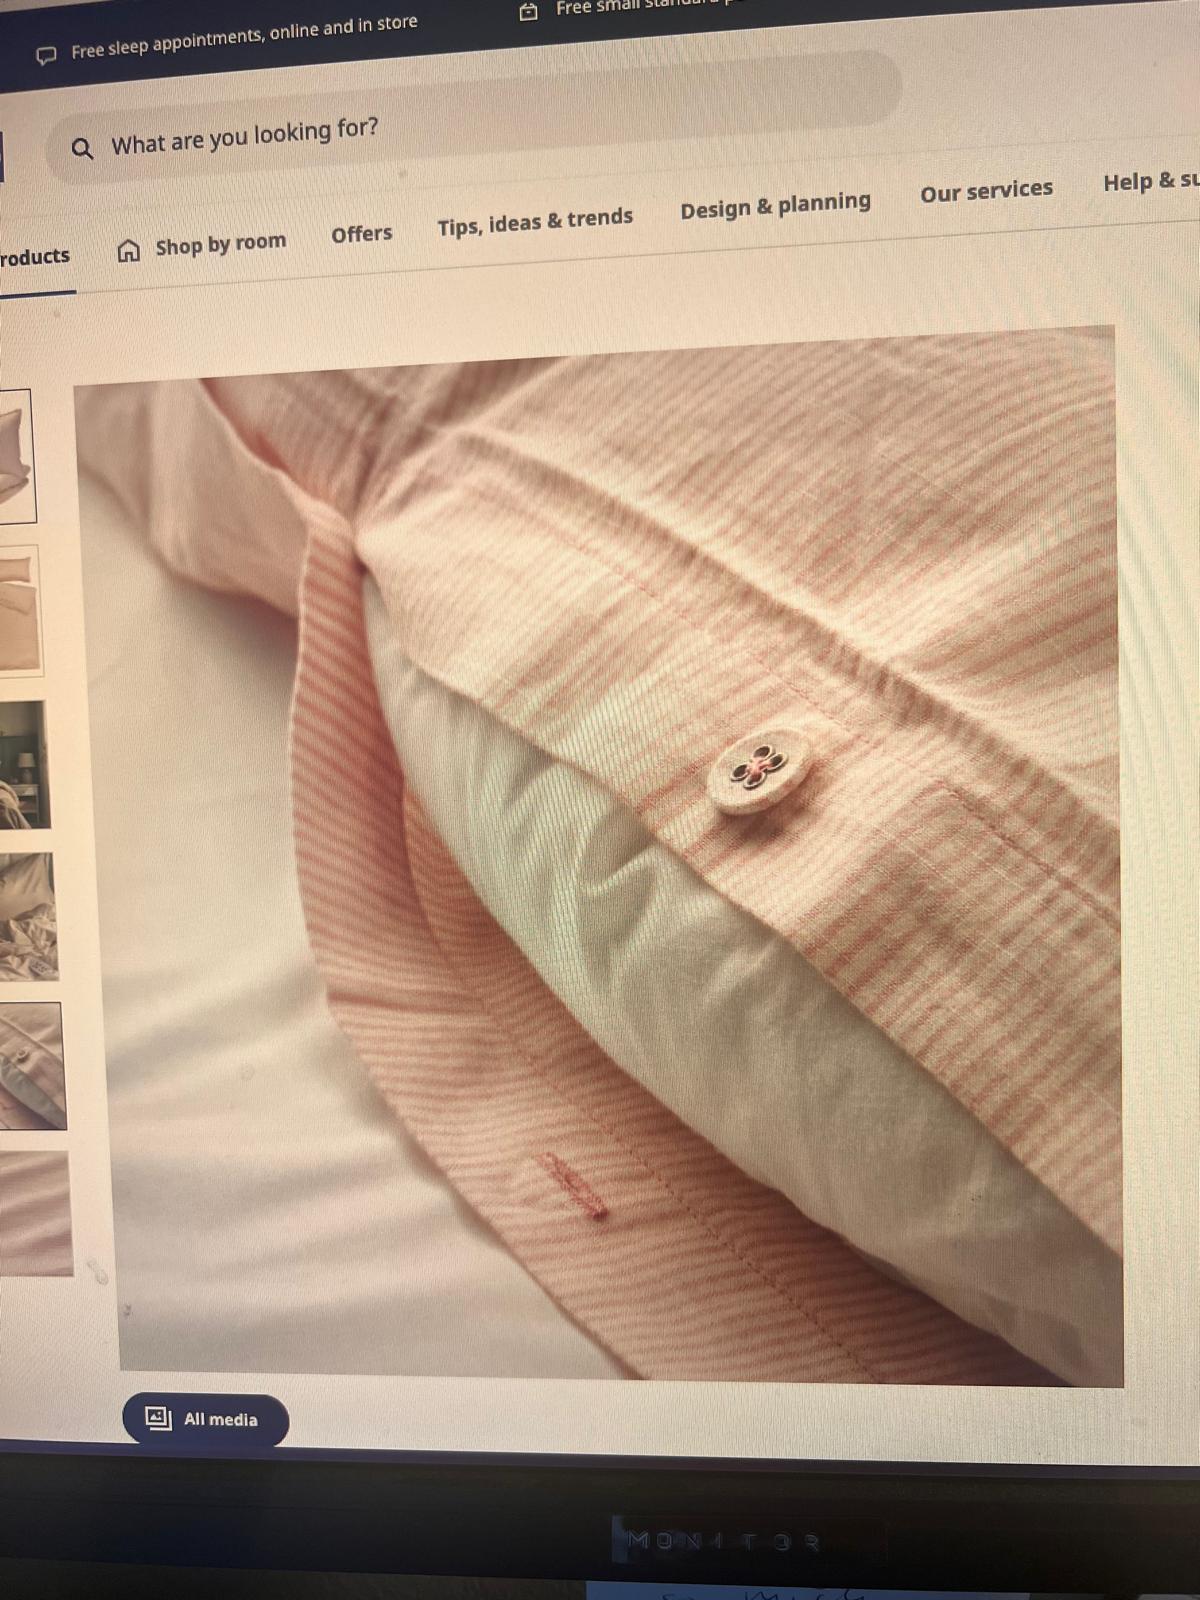 Free sleep appointments, online and in store
Free small
What are you looking for?
roducts
Shop by room
Offers
Tips, ideas & trends
Design & planning
Our services
Help & su
All media
MONITOR